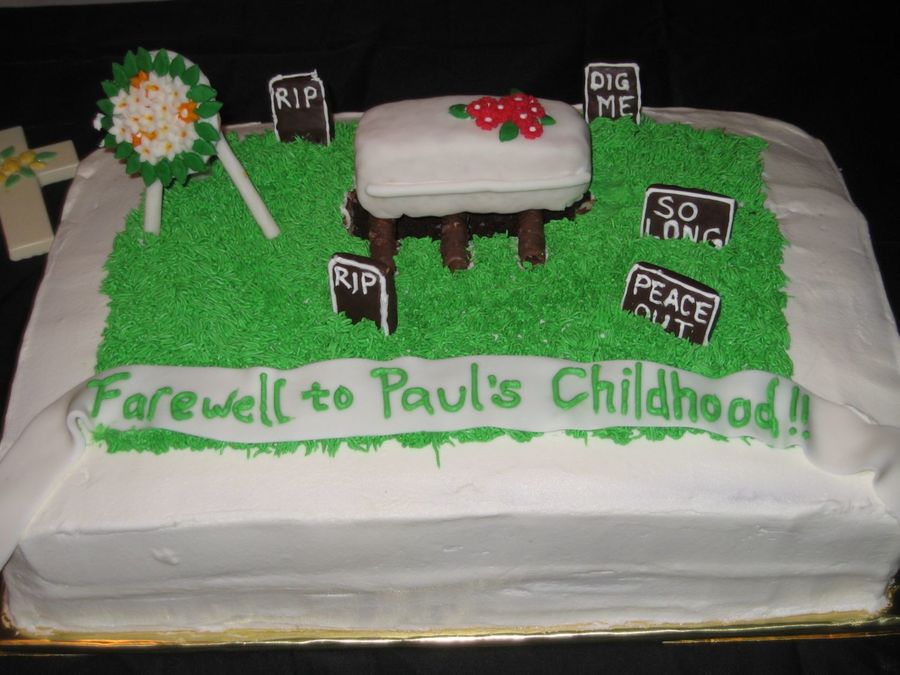 RIP
DIG
ME
SO
LONG
RIP
PEACE
OUT
Farewell to Paul's Childhood!!